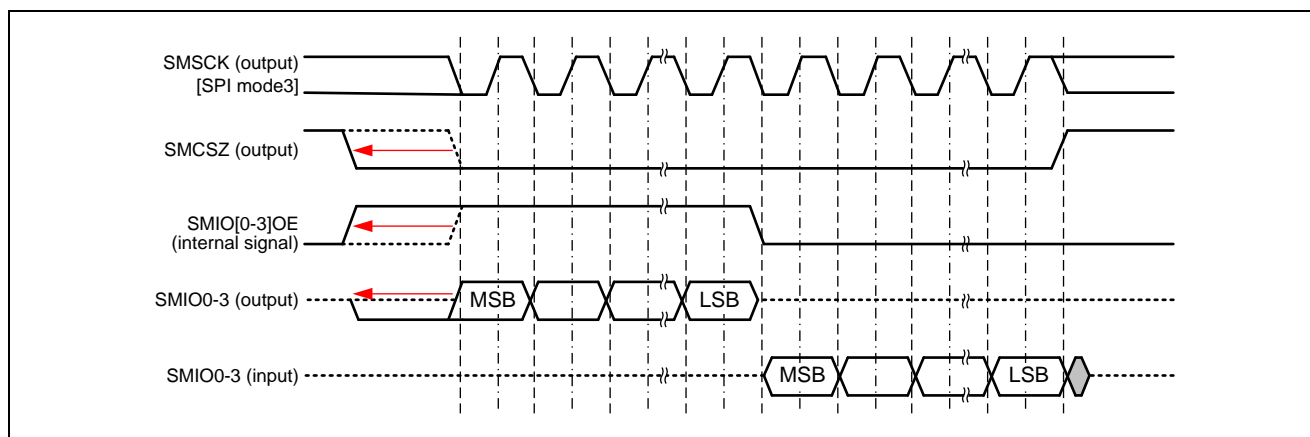 SMSCK (output)
[SPI mode3]
SMCSZ (output)
SMIO[0-3]OE
(internal signal)
SMIO0-3 (output)
MSB
LSB
SMIO0-3 (input)
MSB
LSB